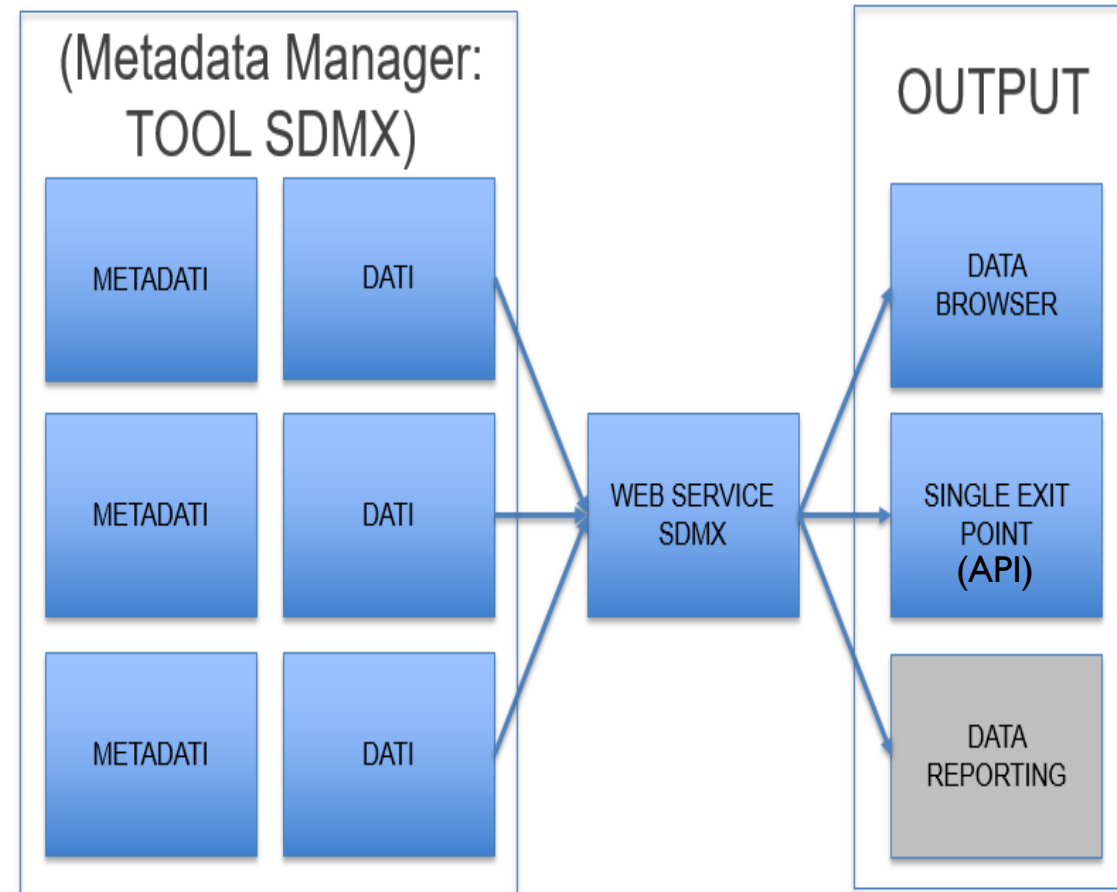 (Metadata Manager:
TOOL SDMX)
METADATI
DATI
METADATI
DATI
METADATI
DATI
WEB SERVICE
SDMX
OUTPUT
DATA
BROWSER
SINGLE EXIT
POINT
(API)
DATA
REPORTING